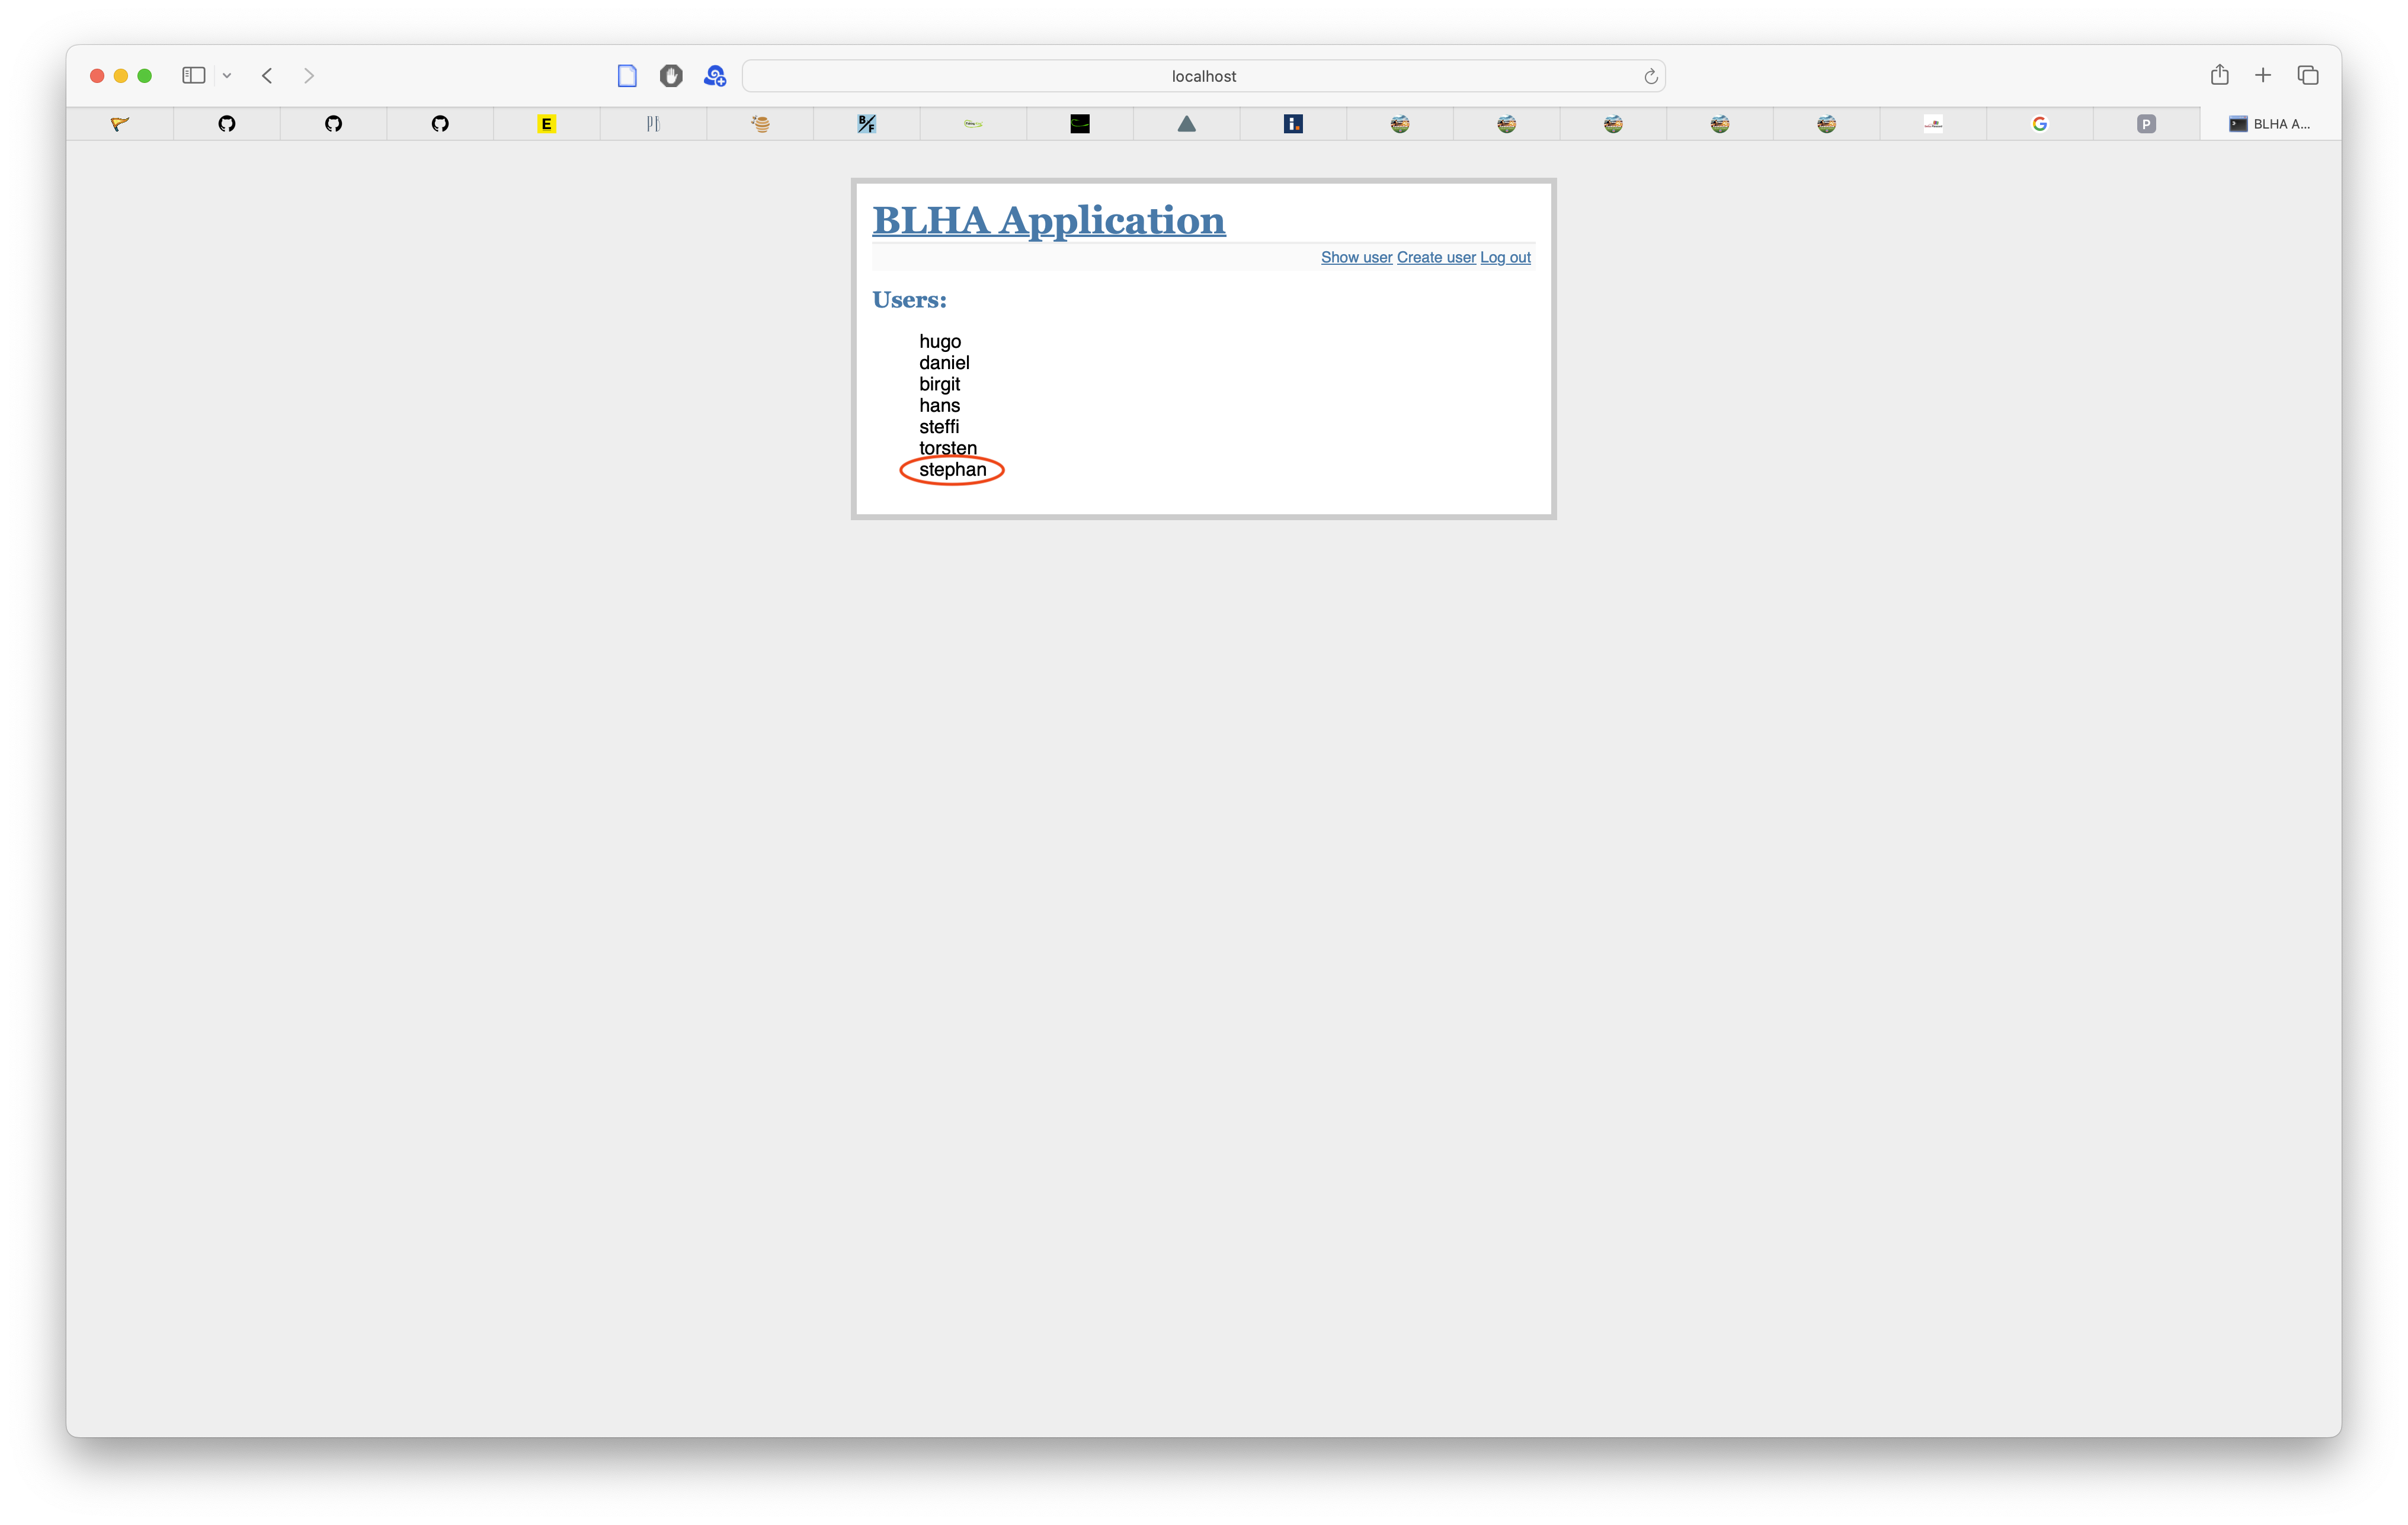 localhost
E
B/F
i.
G
P
BLHA A...
BLHA Application
Show user Create user Log out
Users:
hugo
daniel
birgit
hans
steffi
torsten
stephan